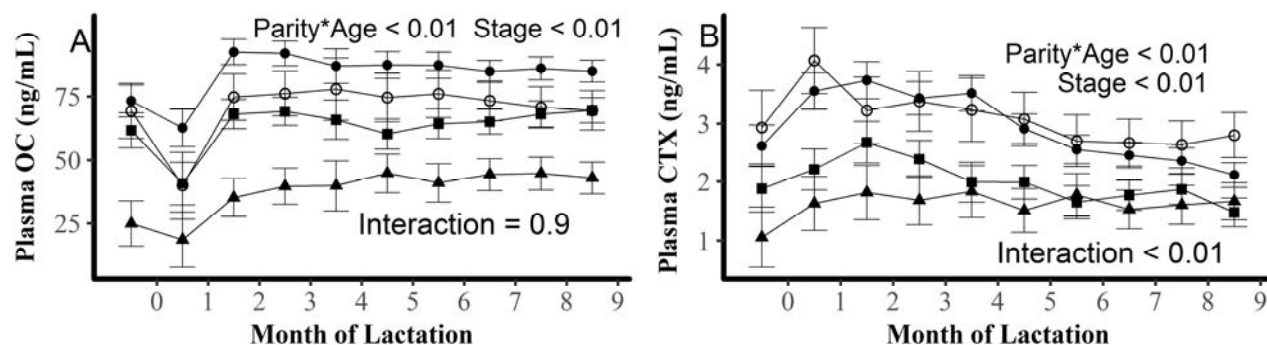 A
Parity*Age < 0.01 Stage < 0.01
Plasma OC (ng/mL)
75
50
25
Interaction = 0.9
0 1 2 3 4 5 6 7 8 9
Month of Lactation
B
Parity*Age < 0.01
Stage < 0.01
Plasma CTX (ng/mL)
4
3
2
1
Interaction < 0.01
0 1 2 3 4 5 6 7 8 9
Month of Lactation